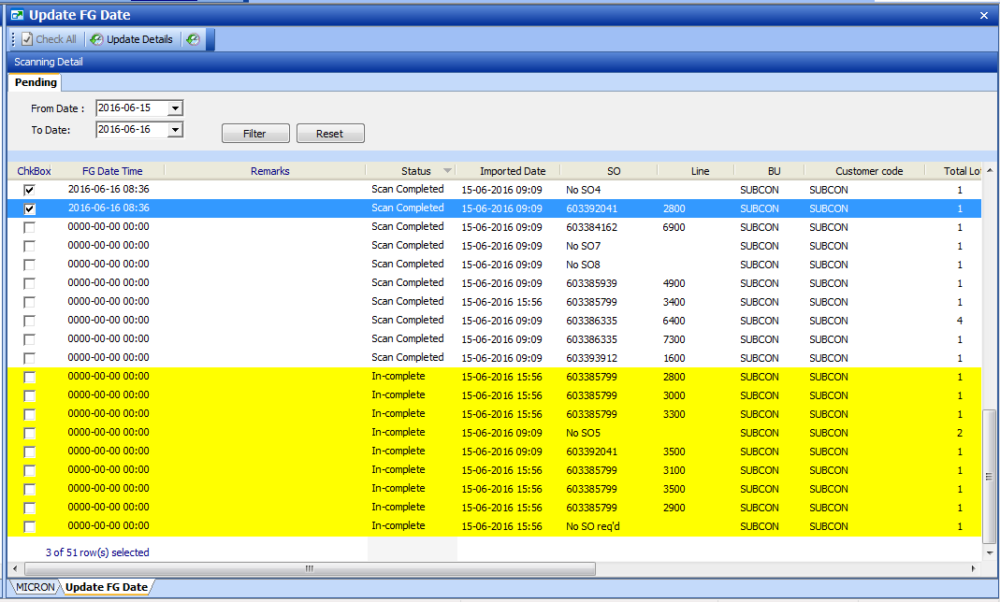 Update FG Date
Check All Update Details
Scanning Detail
Pending
From Date : 2016-06-15
To Date: 2016-06-16 Filter Reset
ChkBox FG Date Time Remarks Status Imported Date SO Line BU Customer code Total Lot
2016-06-16 08:36 Scan Completed 15-06-2016 09:09 No SO4 SUBCON SUBCON 1
2016-06-16 08:36 Scan Completed 15-06-2016 09:09 603392041 2800 SUBCON SUBCON 1
0000-00-00 00:00 Scan Completed 15-06-2016 09:09 603384162 6900 SUBCON SUBCON 1
0000-00-00 00:00 Scan Completed 15-06-2016 09:09 No SO7 SUBCON SUBCON 1
0000-00-00 00:00 Scan Completed 15-06-2016 09:09 No SO8 SUBCON SUBCON 1
0000-00-00 00:00 Scan Completed 15-06-2016 09:09 603385939 4900 SUBCON SUBCON 1
0000-00-00 00:00 Scan Completed 15-06-2016 15:56 603385799 3400 SUBCON SUBCON 1
0000-00-00 00:00 Scan Completed 15-06-2016 09:09 603386335 6400 SUBCON SUBCON 4
0000-00-00 00:00 Scan Completed 15-06-2016 09:09 603386335 7300 SUBCON SUBCON 1
0000-00-00 00:00 Scan Completed 15-06-2016 09:09 603393912 1600 SUBCON SUBCON 1
0000-00-00 00:00 In-complete 15-06-2016 15:56 603385799 2800 SUBCON SUBCON 1
0000-00-00 00:00 In-complete 15-06-2016 15:56 603385799 3000 SUBCON SUBCON 1
0000-00-00 00:00 In-complete 15-06-2016 15:56 603385799 3300 SUBCON SUBCON 1
0000-00-00 00:00 In-complete 15-06-2016 09:09 No SO5 SUBCON SUBCON 2
0000-00-00 00:00 In-complete 15-06-2016 09:09 603392041 3500 SUBCON SUBCON 1
0000-00-00 00:00 In-complete 15-06-2016 15:56 603385799 3100 SUBCON SUBCON 1
0000-00-00 00:00 In-complete 15-06-2016 15:56 603385799 3500 SUBCON SUBCON 1
0000-00-00 00:00 In-complete 15-06-2016 15:56 603385799 2900 SUBCON SUBCON 1
0000-00-00 00:00 In-complete 15-06-2016 15:56 No SO req'd SUBCON SUBCON 1
3 of 51 row(s) selected
MICRON Update FG Date